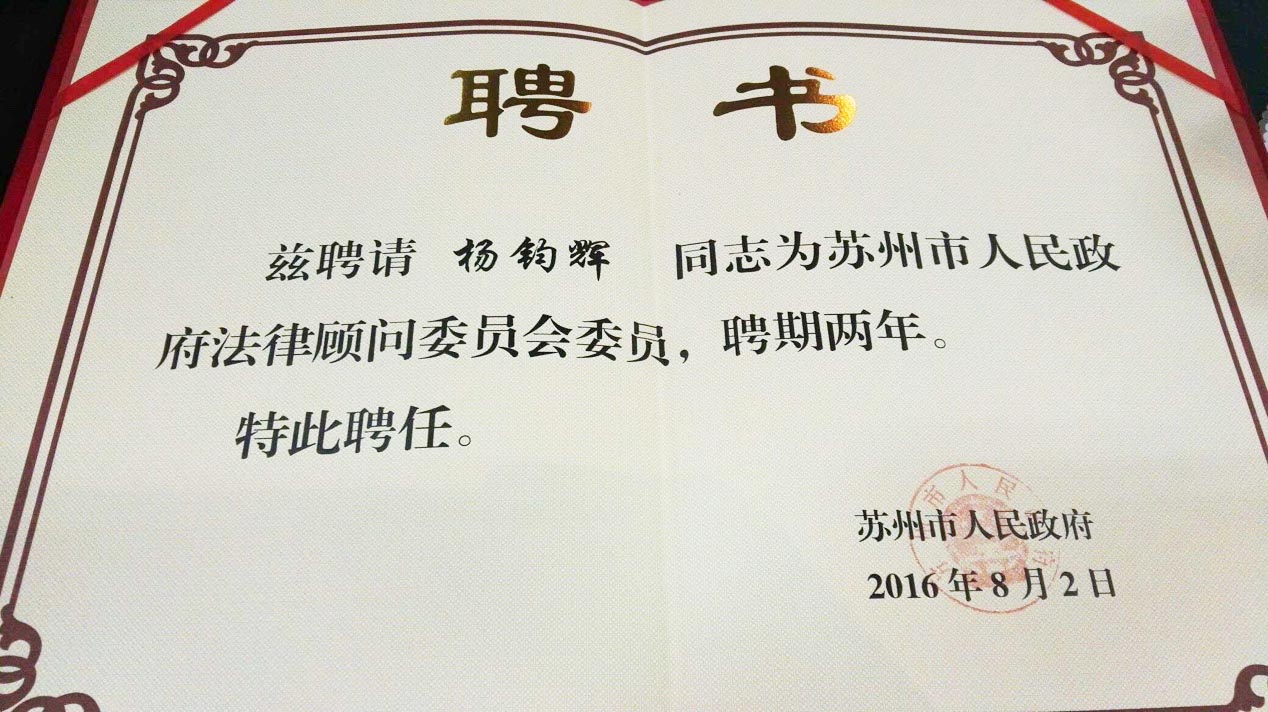 聘 书
兹聘请 杨钧辉 同志为苏州市人民政
府法律顾问委员会委员，聘期两年。
特此聘任。
苏州市人民政府
2016年8月2日